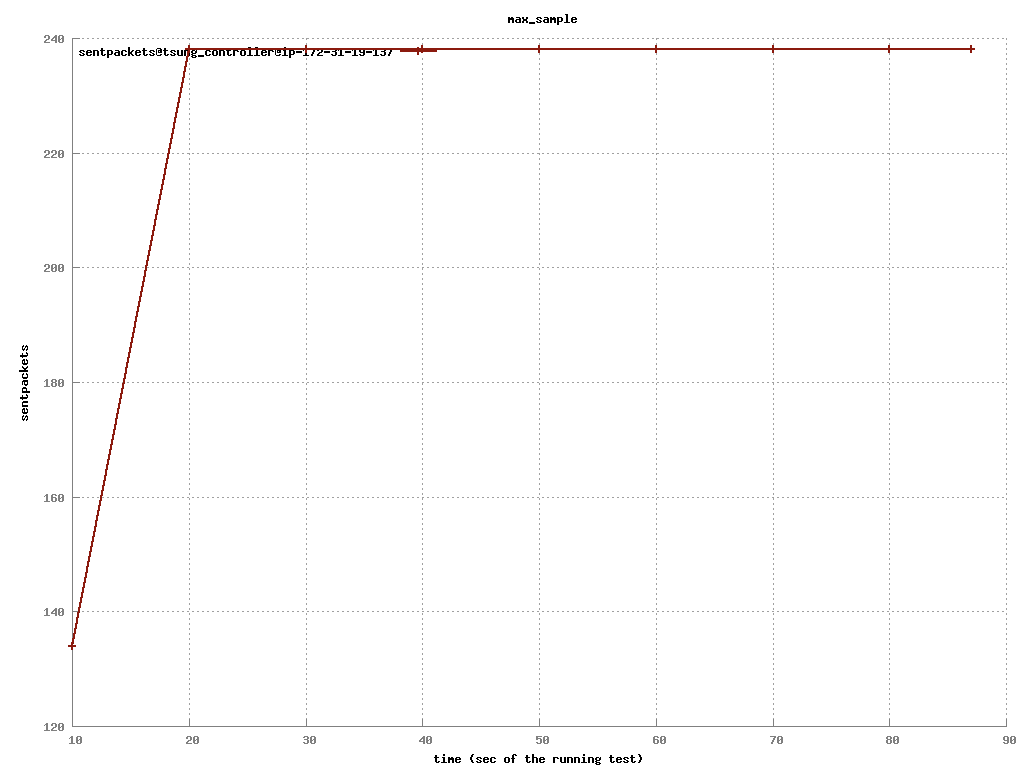 max_sample
240
sentpackets@tsung_controller@ip-172-31-19-137
220
200
sentpackets
180
160
140
120
10 20 30 40 50 60 70 80 90
time (sec of the running test)